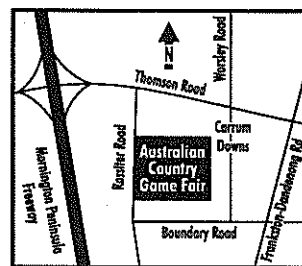 N
Worsley Road
Thomson Road
Rossiter Road
Carrum
Downs
Australian
Country
Game Fair
Mornington Peninsula
Freeway
Frankston-Dandenong Rd
Boundary Road